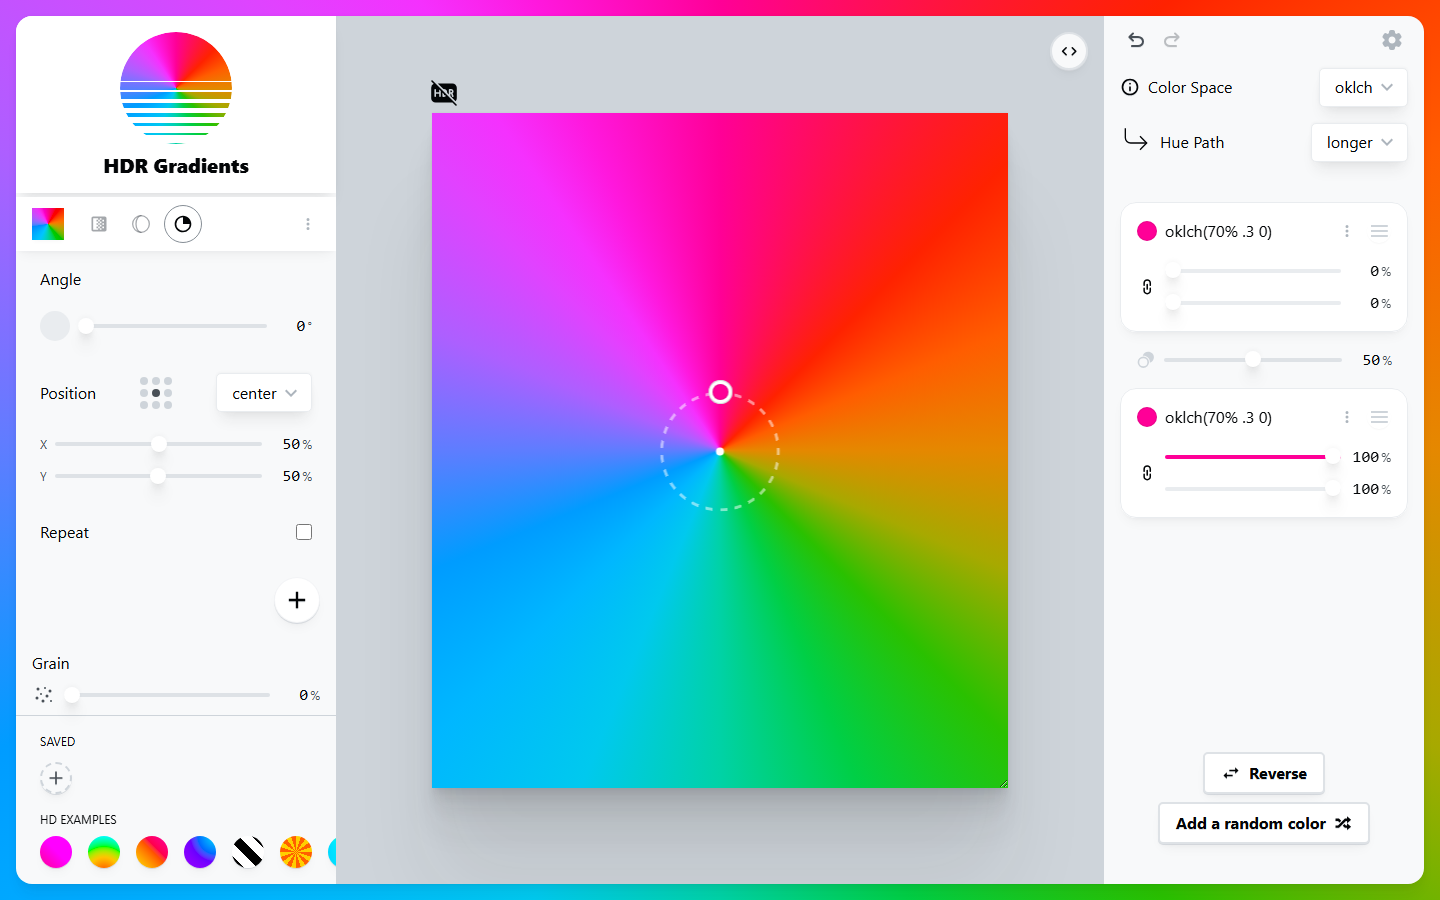 HDR Gradients
Angle
0°
Position
center
X
50%
Y
50%
Repeat
Grain
0%
SAVED
HD EXAMPLES
HDR
Color Space
oklch
Hue Path
longer
oklch(70% .3 0)
0%
0%
50%
oklch(70% .3 0)
100%
100%
Reverse
Add a random color